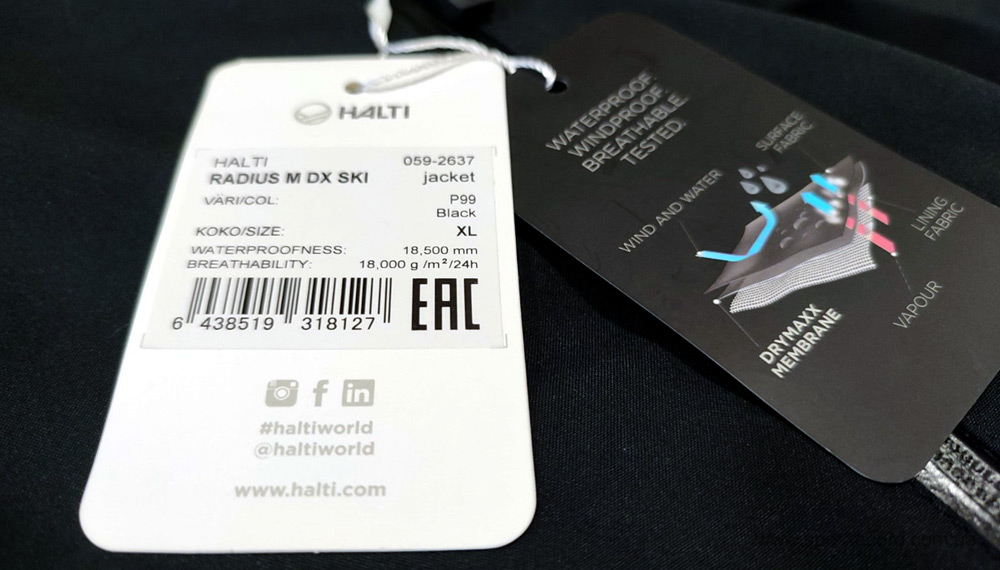 HALTI
HALTI 059-2637
RADIUS M DX SKI jacket
VÄRI/COL: P99
Black
KOKO/SIZE: XL
WATERPROOFNESS: 18,500 mm
BREATHABILITY: 18,000 g /m²/24h
6 438519 318127
EAC
#haltiworld
@haltiworld
www.halti.com
WATERPROOF.
WINDPROOF.
BREATHABLE.
TESTED.
SURFACE
FABRIC
WIND AND WATER
LINING
FABRIC
VAPOUR
DRYMAXX
MEMBRANE